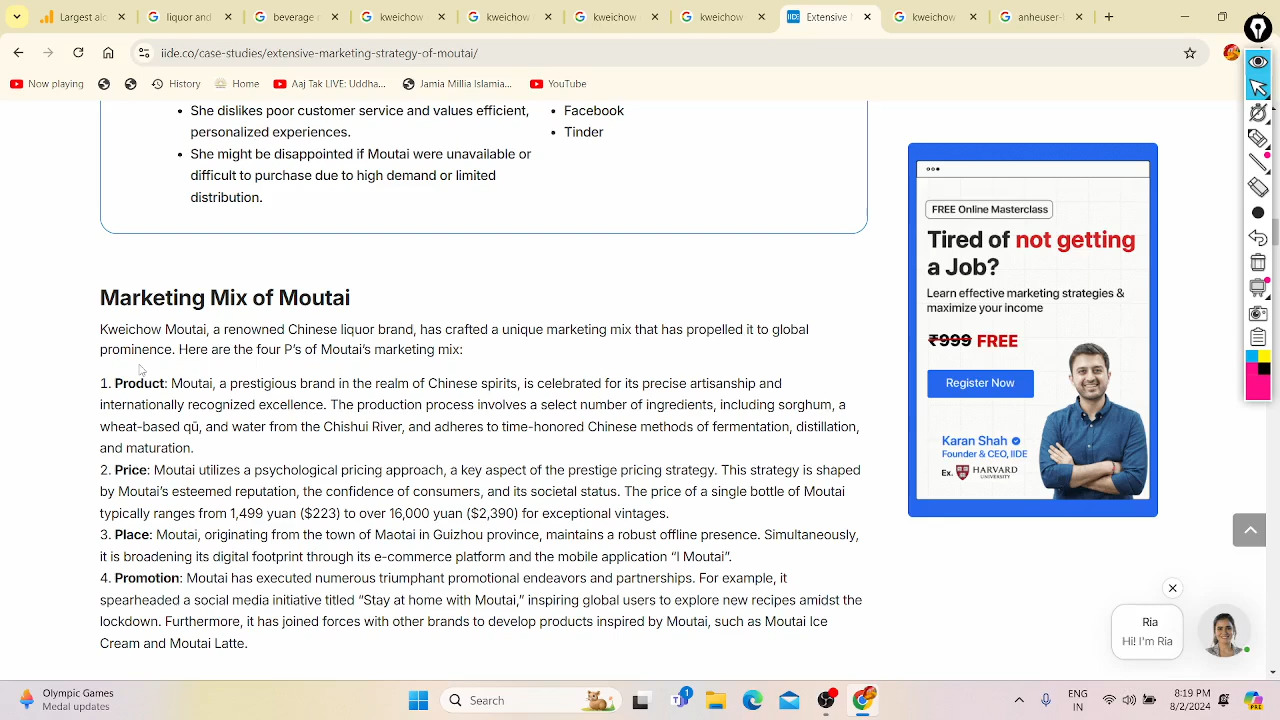 Targetic
liquor
beverage
kweichow
kweichow
kweichow
kweichow
Extensive
kweichow
anheuser-
iide.co/case-studies/extensive-marketing-strategy-of-moutai/
Now playing
History
Home
Aaj Tak LIVE: Uddha...
Jamia Millia Islamia...
YouTube
• She dislikes poor customer service and values efficient,
personalized experiences.
• She might be disappointed if Moutai were unavailable or
difficult to purchase due to high demand or limited
distribution.
• Facebook
• Tinder
Marketing Mix of Moutai
Kweichow Moutai, a renowned Chinese liquor brand, has crafted a unique marketing mix that has propelled it to global
prominence. Here are the four P's of Moutai's marketing mix:
1. Product: Moutai, a prestigious brand in the realm of Chinese spirits, is celebrated for its precise artisanship and
internationally recognized excellence. The production process involves a select number of ingredients, including sorghum, a
wheat-based qū, and water from the Chishui River, and adheres to time-honored Chinese methods of fermentation, distillation,
and maturation.
2. Price: Moutai utilizes a psychological pricing approach, a key aspect of the prestige pricing strategy. This strategy is shaped
by Moutai's esteemed reputation, the confidence of consumers, and its societal status. The price of a single bottle of Moutai
typically ranges from 1,499 yuan ($223) to over 16,000 yuan ($2,390) for exceptional vintages.
3. Place: Moutai, originating from the town of Maotai in Guizhou province, maintains a robust offline presence. Simultaneously,
it is broadening its digital footprint through its e-commerce platform and the mobile application “I Moutai”.
4. Promotion: Moutai has executed numerous triumphant promotional endeavors and partnerships. For example, it
spearheaded a social media initiative titled “Stay at home with Moutai,” inspiring global users to explore new recipes amidst the
lockdown. Furthermore, it has joined forces with other brands to develop products inspired by Moutai, such as Moutai Ice
Cream and Moutai Latte.
FREE Online Masterclass
Tired of not getting
a Job?
Learn effective marketing strategies &
maximize your income
₹999 FREE
Register Now
Karan Shah
Founder & CEO, IIDE
Ex. HARVARD
UNIVERSITY
Ria
Hi! I'm Ria
Olympic Games
Medal updates
Search
1
ENG
IN
8:19 PM
8/2/2024
PRE